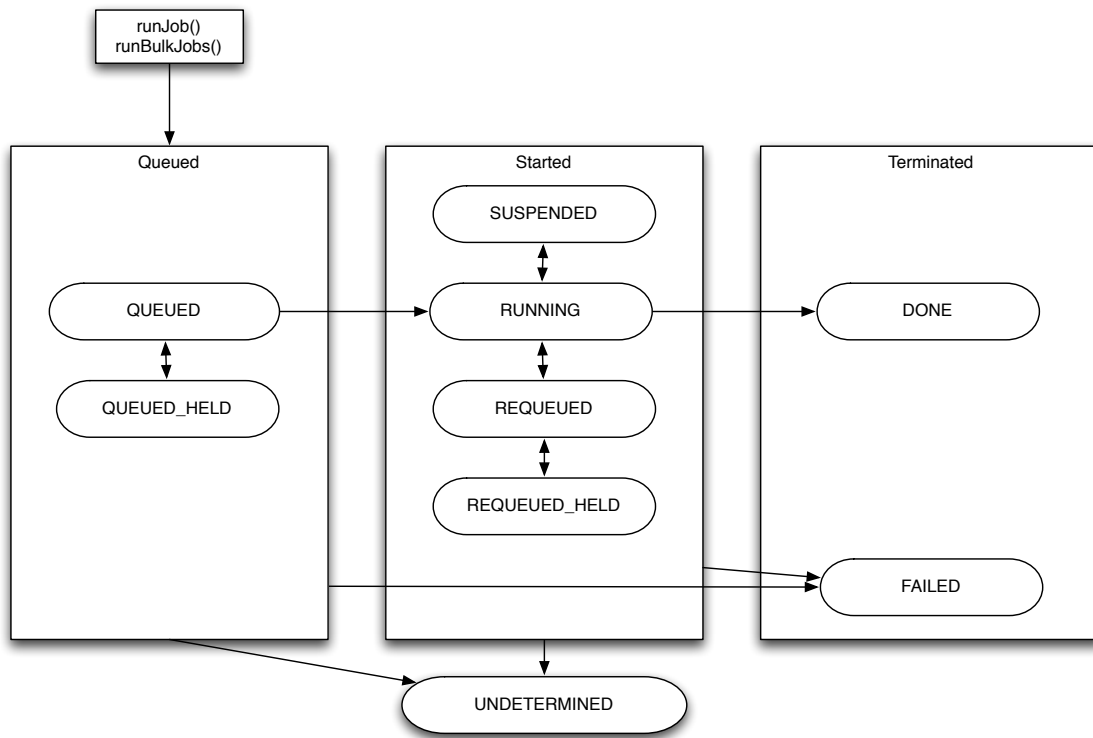 runJob()
runBulkJobs()
Queued
Started
Terminated
SUSPENDED
QUEUED
RUNNING
DONE
QUEUED_HELD
REQUEUED
REQUEUED_HELD
FAILED
UNDETERMINED